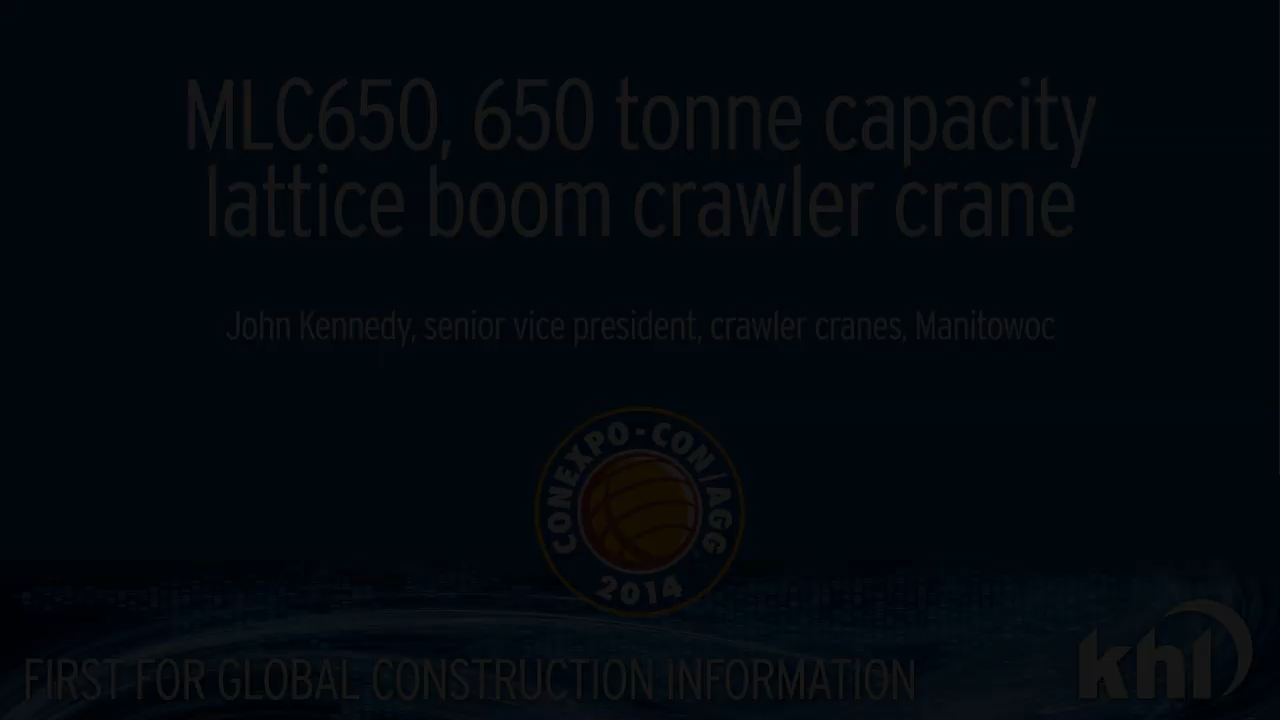 MLC650, 650 tonne capacity
lattice boom crawler crane
John Kennedy, senior vice president, crawler cranes, Manitowoc
CONEXPO-CON/AGG
2014
FIRST FOR GLOBAL CONSTRUCTION INFORMATION
khl